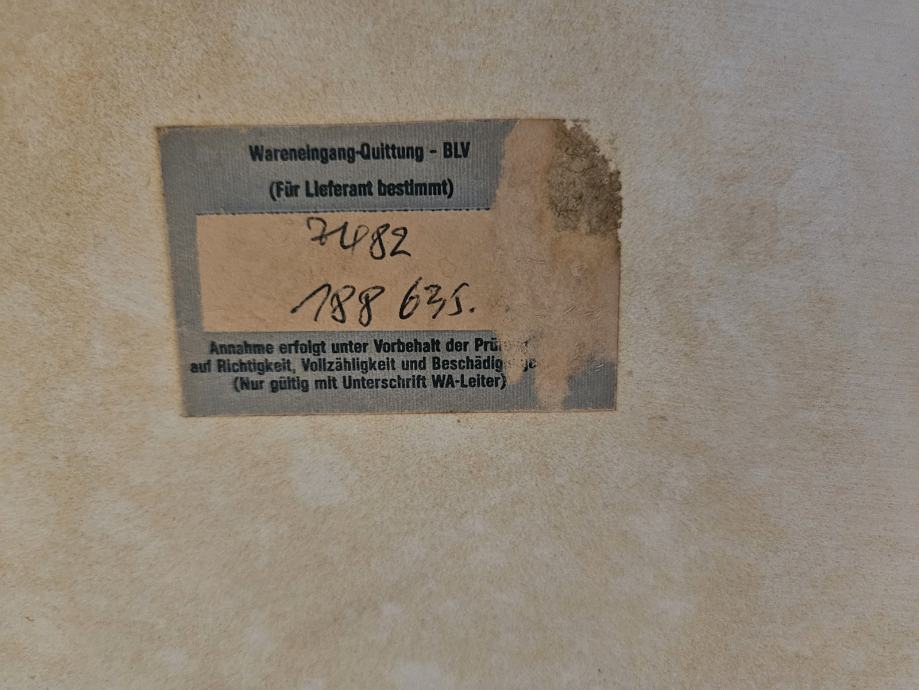 Wareneingang-Quittung - BLV
(Für Lieferant bestimmt)
7482
188 635.
Annahme erfolgt unter Vorbehalt der
auf Richtigkeit, Vollzähligkeit und
(Nur gültig mit Unterschrift WA-Leiter)